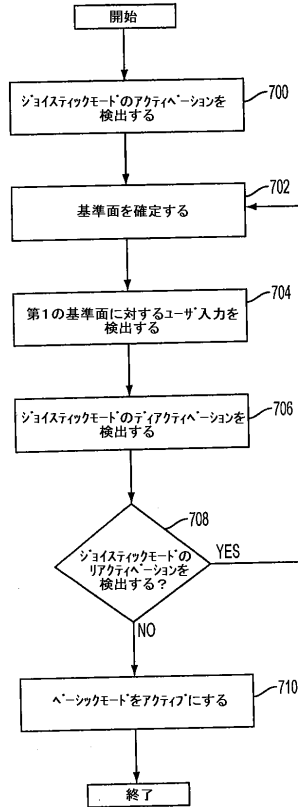 開始
ジョイスティックモードのアクティベーションを
検出する
700
基準面を確定する
702
第1の基準面に対するユーザ入力を
検出する
704
ジョイスティックモードのディアクティベーションを
検出する
706
708
ジョイスティックモードの
リアクティベーションを
検出する?
YES
NO
ベーシックモードをアクティブにする
710
終了